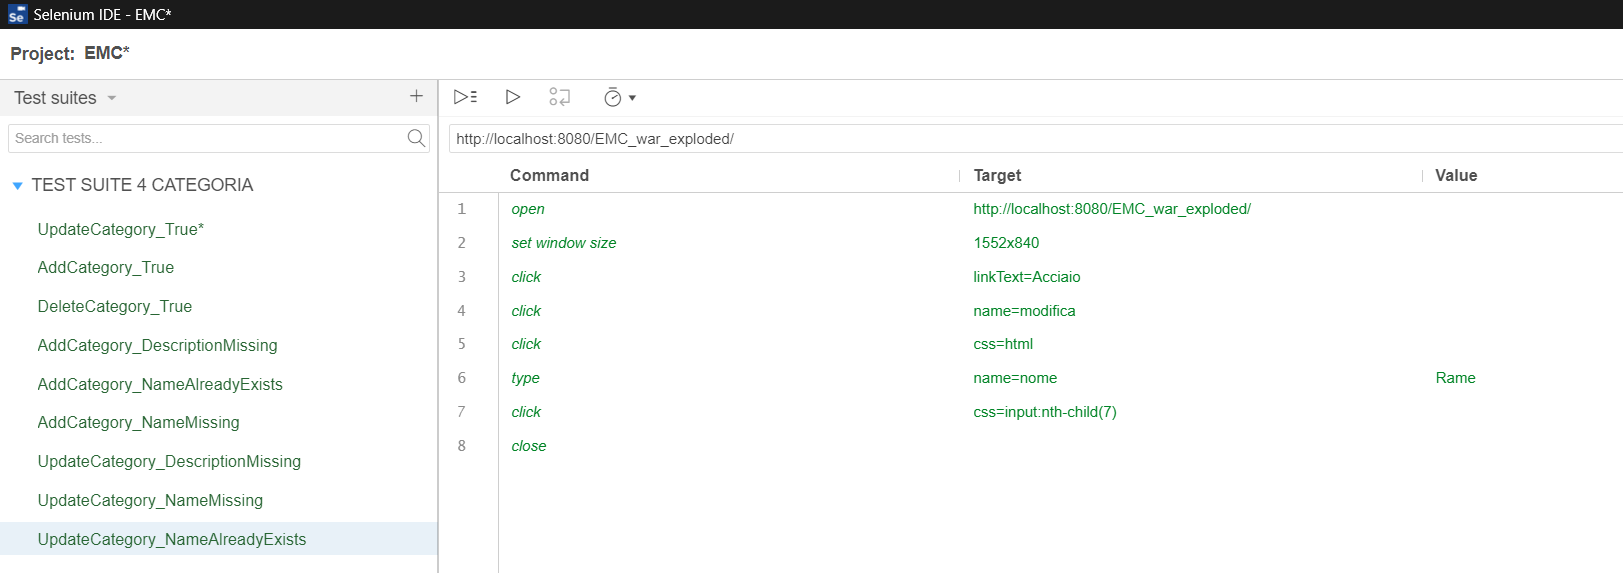 Se Selenium IDE - EMC*
Project: EMC*
Test suites
Search tests...
TEST SUITE 4 CATEGORIA
UpdateCategory_True*
AddCategory_True
DeleteCategory_True
AddCategory_DescriptionMissing
AddCategory_NameAlreadyExists
AddCategory_NameMissing
UpdateCategory_DescriptionMissing
UpdateCategory_NameMissing
UpdateCategory_NameAlreadyExists
http://localhost:8080/EMC_war_exploded/
Command Target Value
1 open http://localhost:8080/EMC_war_exploded/
2 set window size 1552x840
3 click linkText=Acciaio
4 click name=modifica
5 click css=html
6 type name=nome Rame
7 click css=input:nth-child(7)
8 close